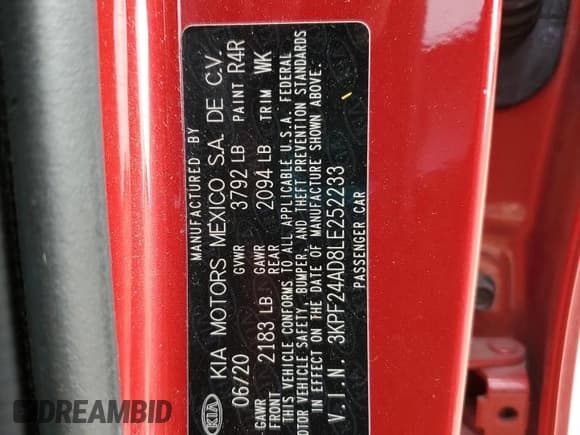 MANUFACTURED BY
KIA KIA MOTORS MEXICO S.A. DE C.V.
06/20 GVWR 3792 LB PAINT R4R
GAWR FRONT 2183 LB GAWR REAR 2094 LB TRIM WK
THIS VEHICLE CONFORMS TO ALL APPLICABLE U.S.A. FEDERAL
MOTOR VEHICLE SAFETY, BUMPER, AND THEFT PREVENTION STANDARDS
IN EFFECT ON THE DATE OF MANUFACTURE SHOWN ABOVE.
V.I.N. 3KPF24AD8LE252233
PASSENGER CAR
DREAMBID